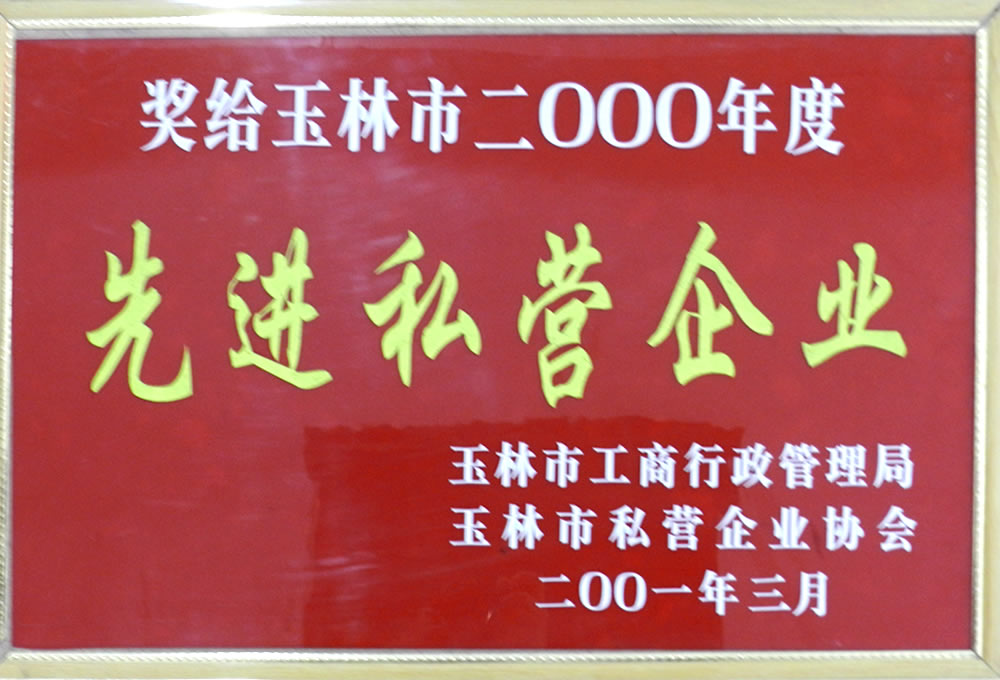 奖给玉林市二OOO年度
先进私营企业
玉林市工商行政管理局
玉林市私营企业协会
二OO一年三月